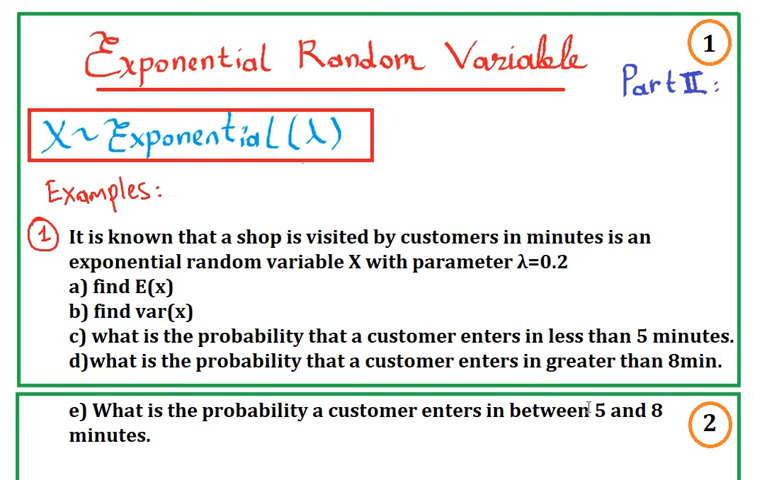 Exponential Random Variable
1
Part II:
X ~ Exponential(λ)
Examples:
1 It is known that a shop is visited by customers in minutes is an
exponential random variable X with parameter λ=0.2
a) find E(x)
b) find var(x)
c) what is the probability that a customer enters in less than 5 minutes.
d)what is the probability that a customer enters in greater than 8min.
e) What is the probability a customer enters in between 5 and 8
minutes.
2